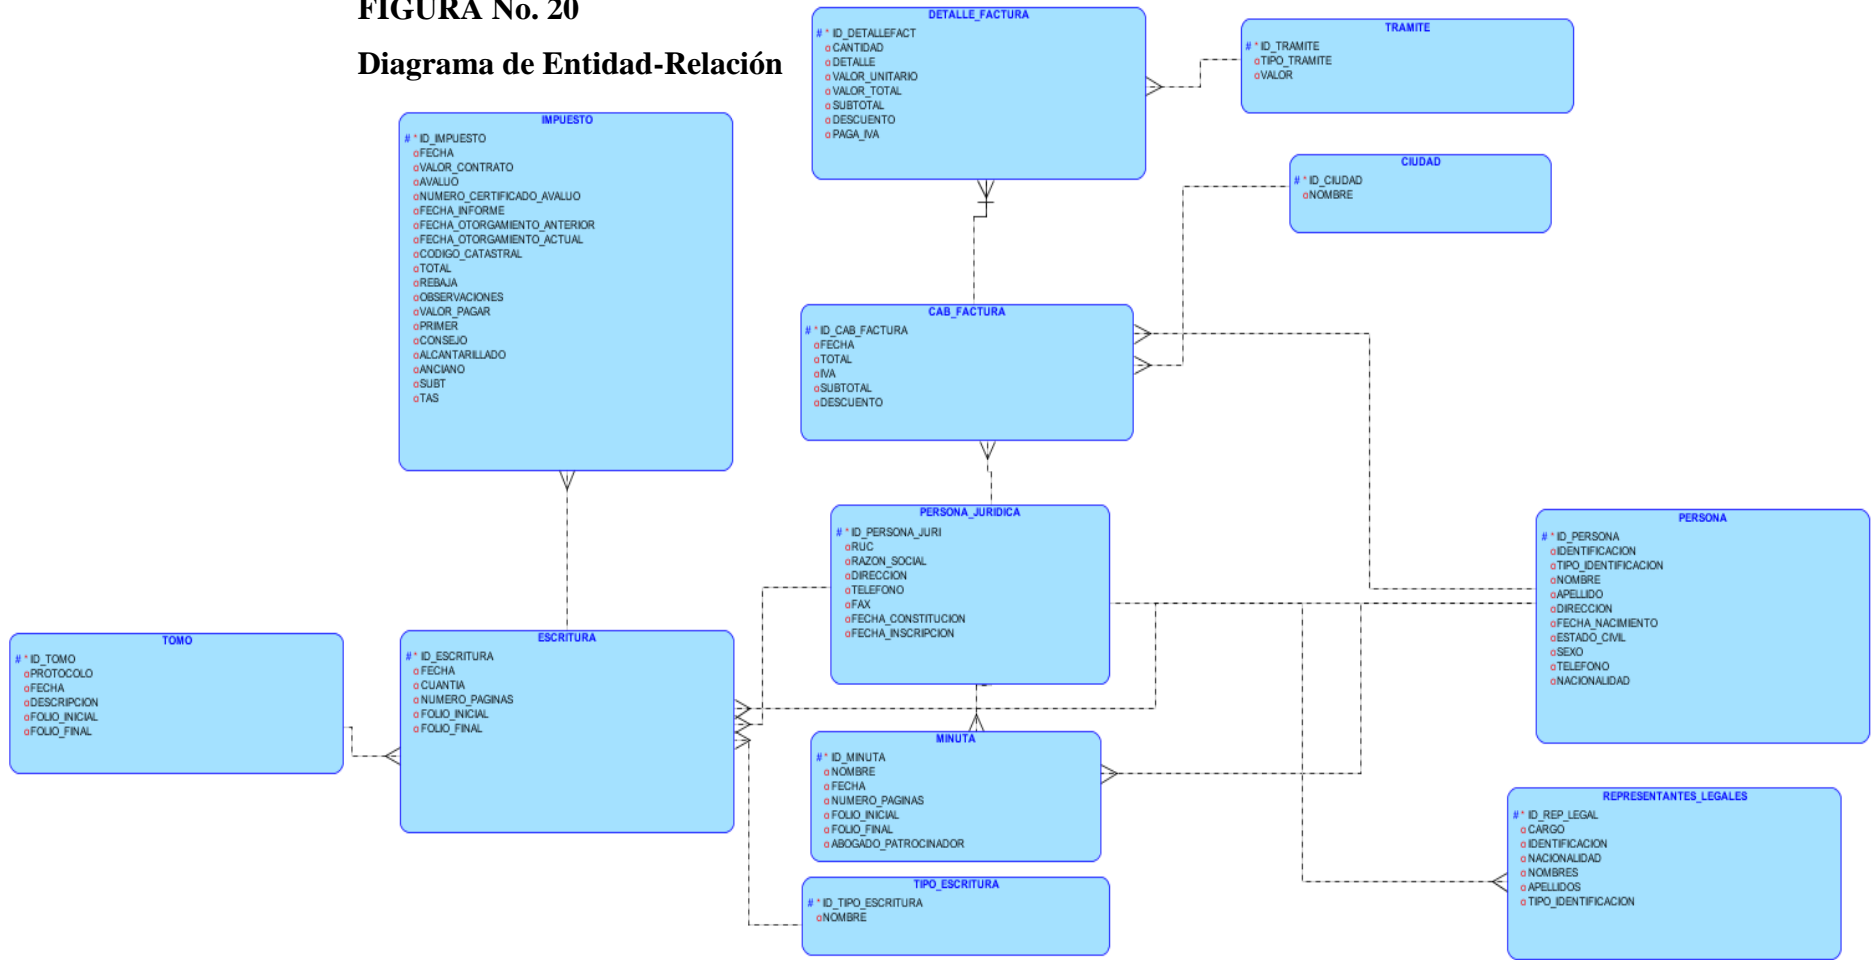 FIGURA No. 20
Diagrama de Entidad-Relación
DETALLE_FACTURA
# * ID_DETALLEFACT
o CANTIDAD
o DETALLE
o VALOR_UNITARIO
o VALOR_TOTAL
o SUBTOTAL
o DESCUENTO
o PAGA_IVA
TRAMITE
# * ID_TRAMITE
o TIPO_TRAMITE
o VALOR
IMPUESTO
# * ID_IMPUESTO
o FECHA
o VALOR_CONTRATO
o AVALUO
o NUMERO_CERTIFICADO_AVALUO
o FECHA_INFORME
o FECHA_OTORGAMIENTO_ANTERIOR
o FECHA_OTORGAMIENTO_ACTUAL
o CODIGO_CATASTRAL
o TOTAL
o REBAJA
o OBSERVACIONES
o VALOR_PAGAR
o PRIMER
o CONSEJO
o ALCANTARILLADO
o ANCIANO
o SUBT
o TAS
CIUDAD
# * ID_CIUDAD
o NOMBRE
CAB_FACTURA
# * ID_CAB_FACTURA
o FECHA
o TOTAL
o IVA
o SUBTOTAL
o DESCUENTO
PERSONA_JURIDICA
# * ID_PERSONA_JURI
o RUC
o RAZON_SOCIAL
o DIRECCION
o TELEFONO
o FAX
o FECHA_CONSTITUCION
o FECHA_INSCRIPCION
PERSONA
# * ID_PERSONA
o IDENTIFICACION
o TIPO_IDENTIFICACION
o NOMBRE
o APELLIDO
o DIRECCION
o FECHA_NACIMIENTO
o ESTADO_CIVIL
o SEXO
o TELEFONO
o NACIONALIDAD
TOMO
# * ID_TOMO
o PROTOCOLO
o FECHA
o DESCRIPCION
o FOLIO_INICIAL
o FOLIO_FINAL
ESCRITURA
# * ID_ESCRITURA
o FECHA
o CUANTIA
o NUMERO_PAGINAS
o FOLIO_INICIAL
o FOLIO_FINAL
MINUTA
# * ID_MINUTA
o NOMBRE
o FECHA
o NUMERO_PAGINAS
o FOLIO_INICIAL
o FOLIO_FINAL
o ABOGADO_PATROCINADOR
REPRESENTANTES_LEGALES
# * ID_REP_LEGAL
o CARGO
o IDENTIFICACION
o NACIONALIDAD
o NOMBRES
o APELLIDOS
o TIPO_IDENTIFICACION
TIPO_ESCRITURA
# * ID_TIPO_ESCRITURA
o NOMBRE